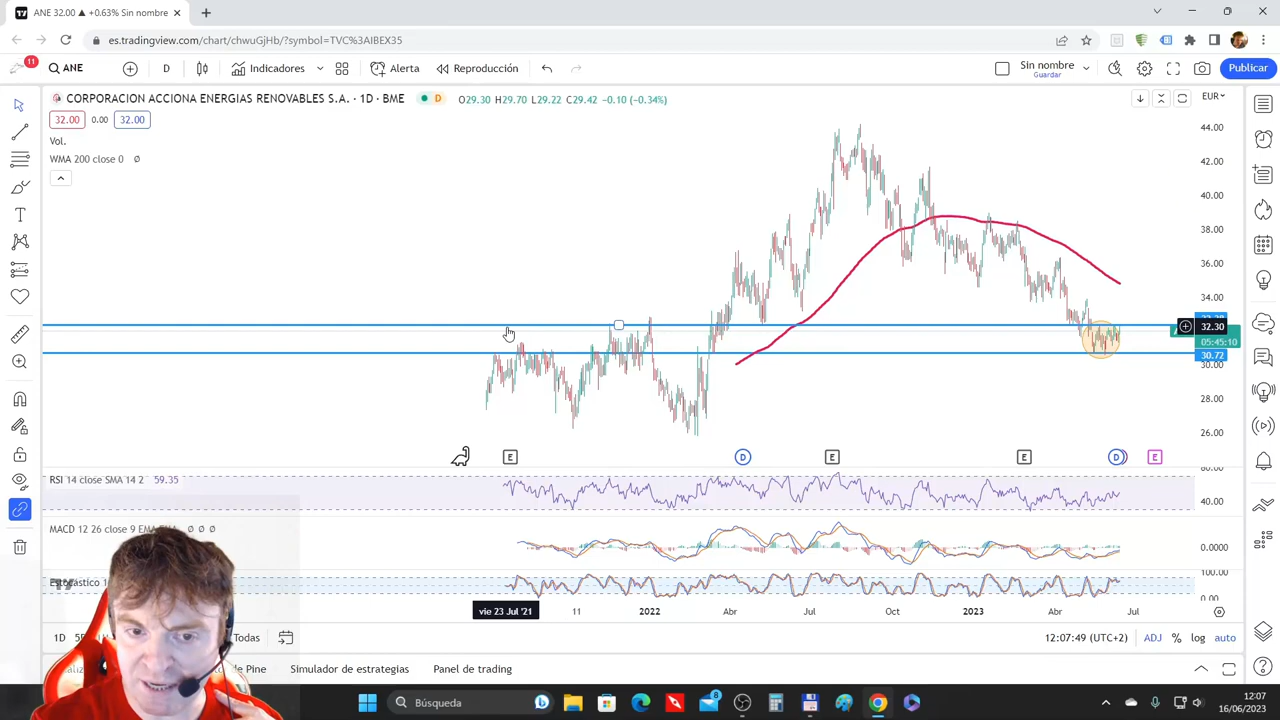 ANE 32.00 ▲ +0.63% Sin nombre
es.tradingview.com/chart/chwuGjHb/?symbol=TVC%3AIBEX35
11
ANE
D
Indicadores
Alerta
Reproducción
Sin nombre
Guardar
Publicar
CORPORACION ACCIONA ENERGIAS RENOVABLES S.A. · 1D · BME
D
O29.30 H29.70 L29.22 C29.42 −0.10 (−0.34%)
EUR
32.00
0.00
32.00
Vol.
WMA 200 close 0
44.00
42.00
40.00
38.00
36.00
34.00
32.30
05:45:10
30.72
30.00
28.00
26.00
E
D
E
E
D
E
RSI 14 close SMA 14 2
59.35
40.00
MACD 12 26 close 9
0.0000
100.00
0.00
vie 23 Jul '21
11
2022
Abr
Jul
Oct
2023
Abr
Jul
1D
Todas
12:07:49 (UTC+2)
ADJ
%
log
auto
de Pine
Simulador de estrategias
Panel de trading
Búsqueda
8
12:07
16/06/2023